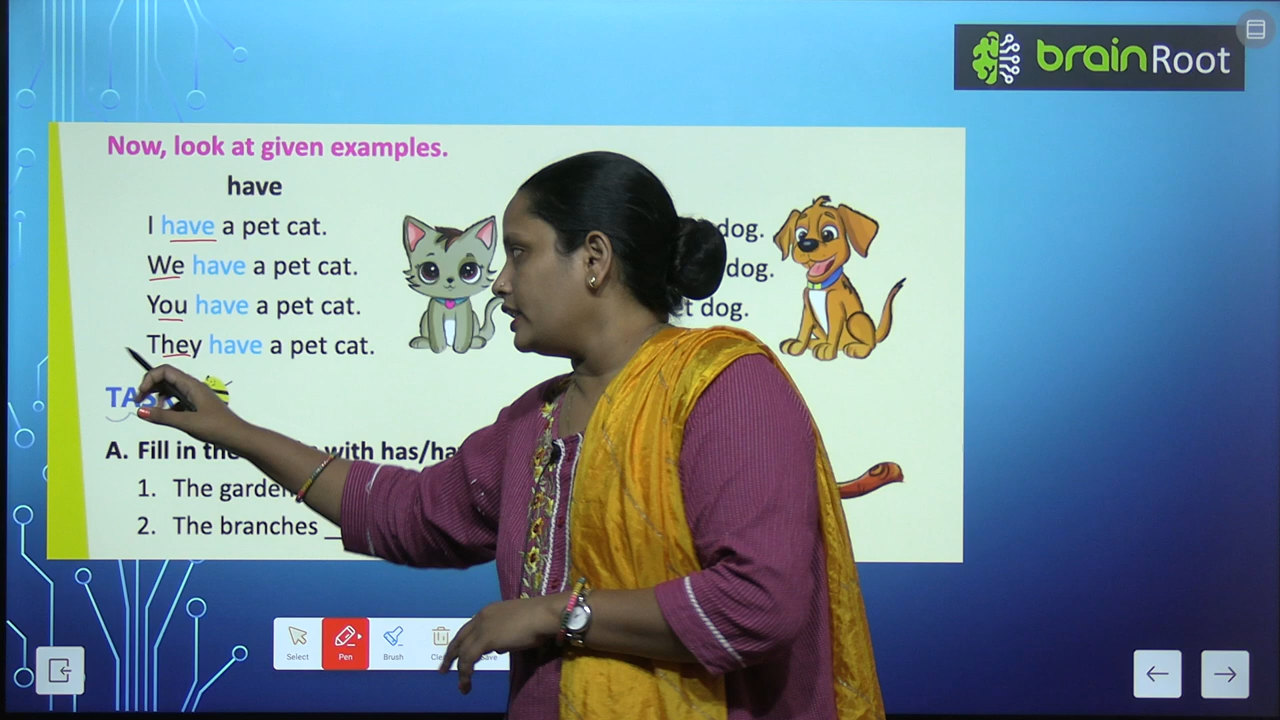 brainRoot
Now, look at given examples.
have
I have a pet cat.
dog.
We have a pet cat.
dog.
You have a pet cat.
dog.
They have a pet cat.
TASK
A. Fill in the with has/
1. The garden
2. The branches
Select
Pen
Brush